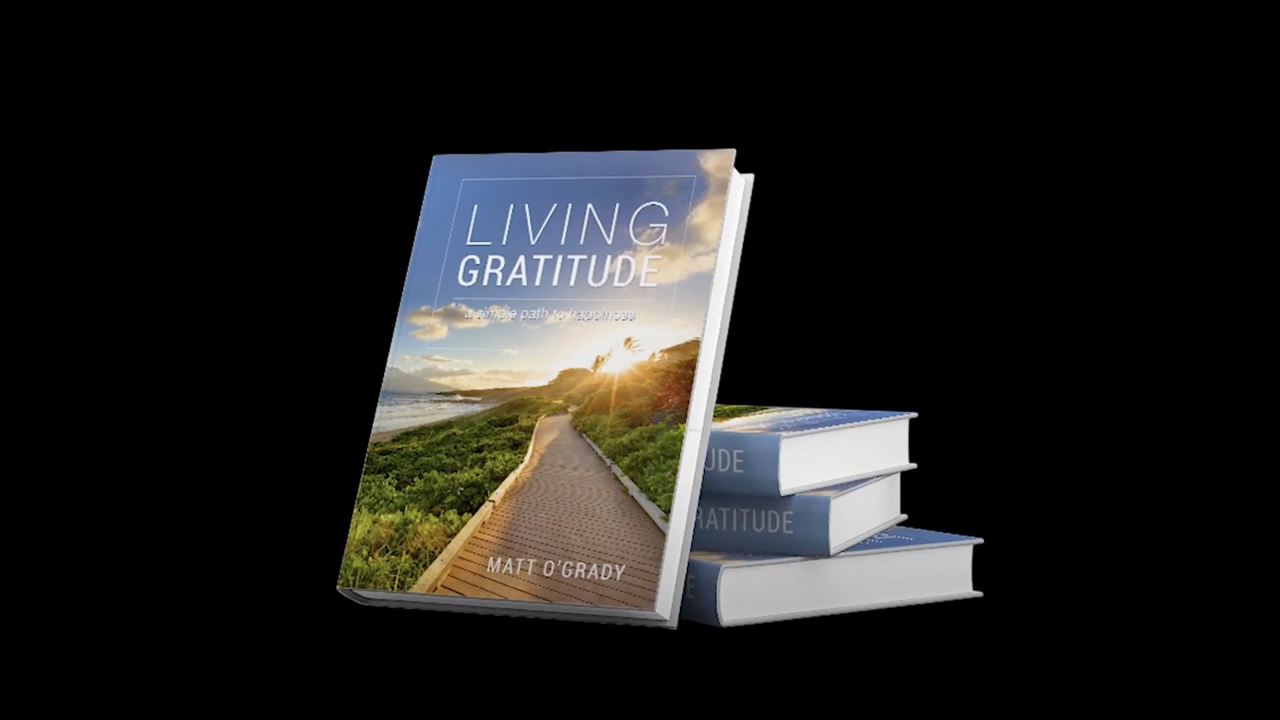 LIVING
GRATITUDE
a simple path to happiness
MATT O'GRADY
UDE
RATITUDE
E